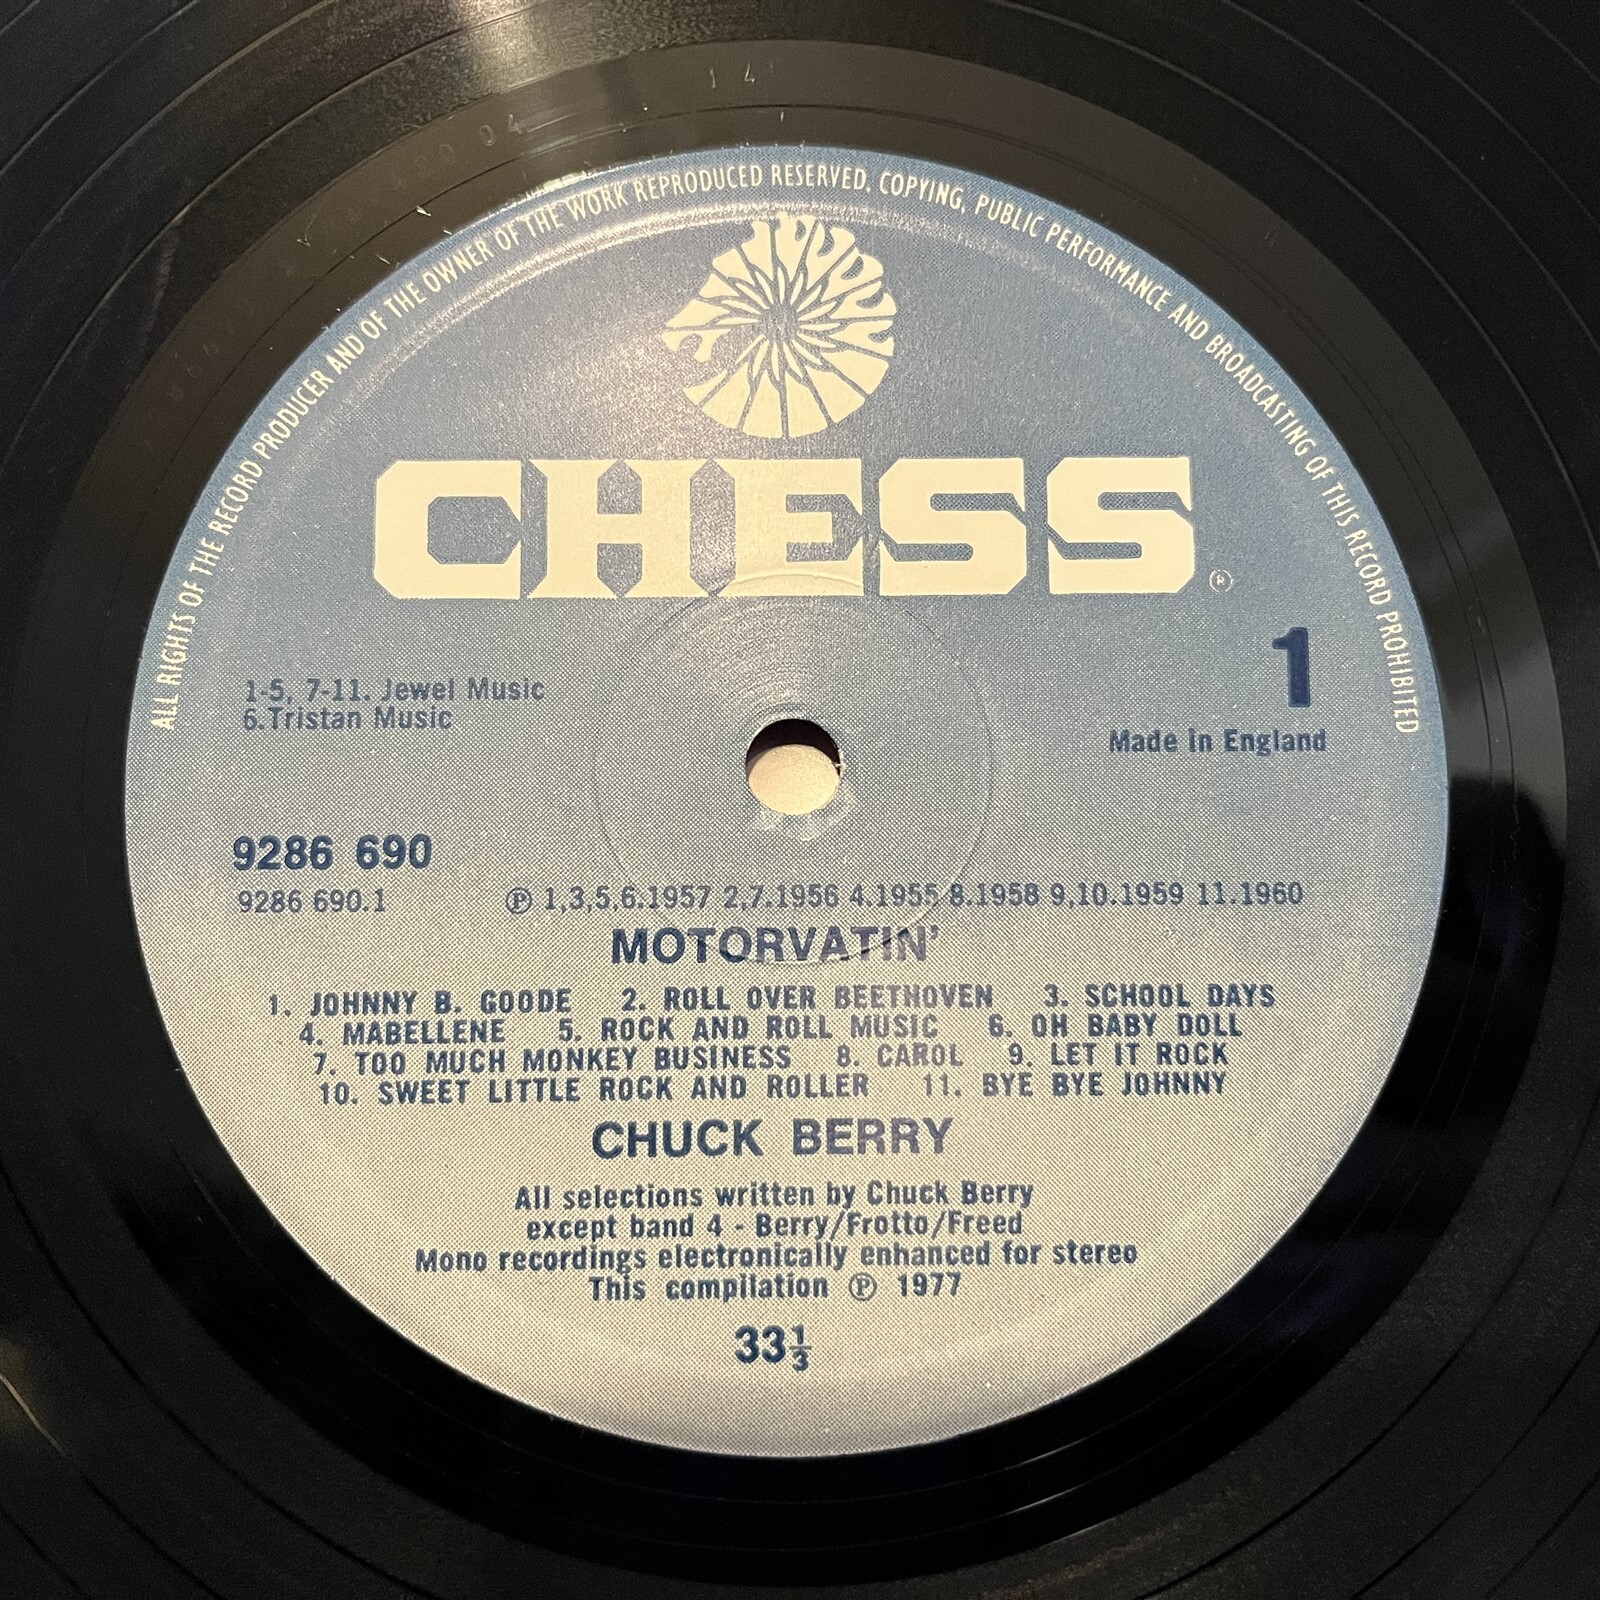 14
ALL RIGHTS OF THE RECORD PRODUCER AND OF THE OWNER OF THE WORK REPRODUCED RESERVED. COPYING, PUBLIC PERFORMANCE AND BROADCASTING OF THIS RECORD PROHIBITED
CHESS ®
1
1-5, 7-11. Jewel Music
6.Tristan Music
Made in England
9286 690
9286 690.1
℗ 1,3,5,6.1957 2,7.1956 4.1955 8.1958 9,10.1959 11.1960
MOTORVATIN'
1. JOHNNY B. GOODE 2. ROLL OVER BEETHOVEN 3. SCHOOL DAYS
4. MABELLENE 5. ROCK AND ROLL MUSIC 6. OH BABY DOLL
7. TOO MUCH MONKEY BUSINESS 8. CAROL 9. LET IT ROCK
10. SWEET LITTLE ROCK AND ROLLER 11. BYE BYE JOHNNY
CHUCK BERRY
All selections written by Chuck Berry
except band 4 - Berry/Frotto/Freed
Mono recordings electronically enhanced for stereo
This compilation ℗ 1977
33⅓